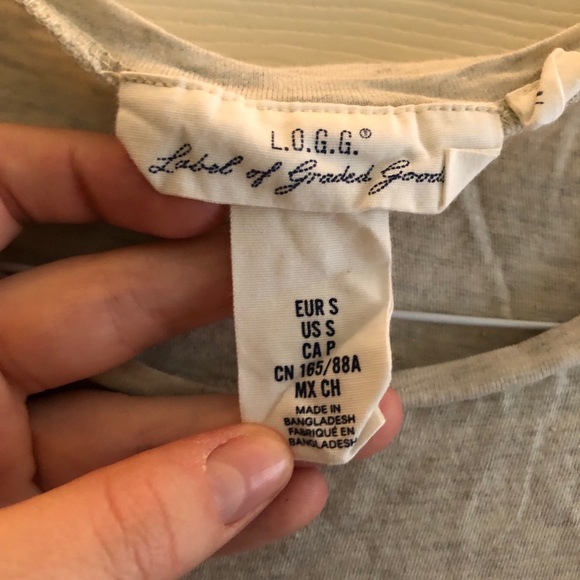 L.O.G.G.®
Label of Graded Goods
EUR S
US S
CA P
CN 165/88A
MX CH
MADE IN
BANGLADESH
FABRIQUÉ EN
BANGLADESH